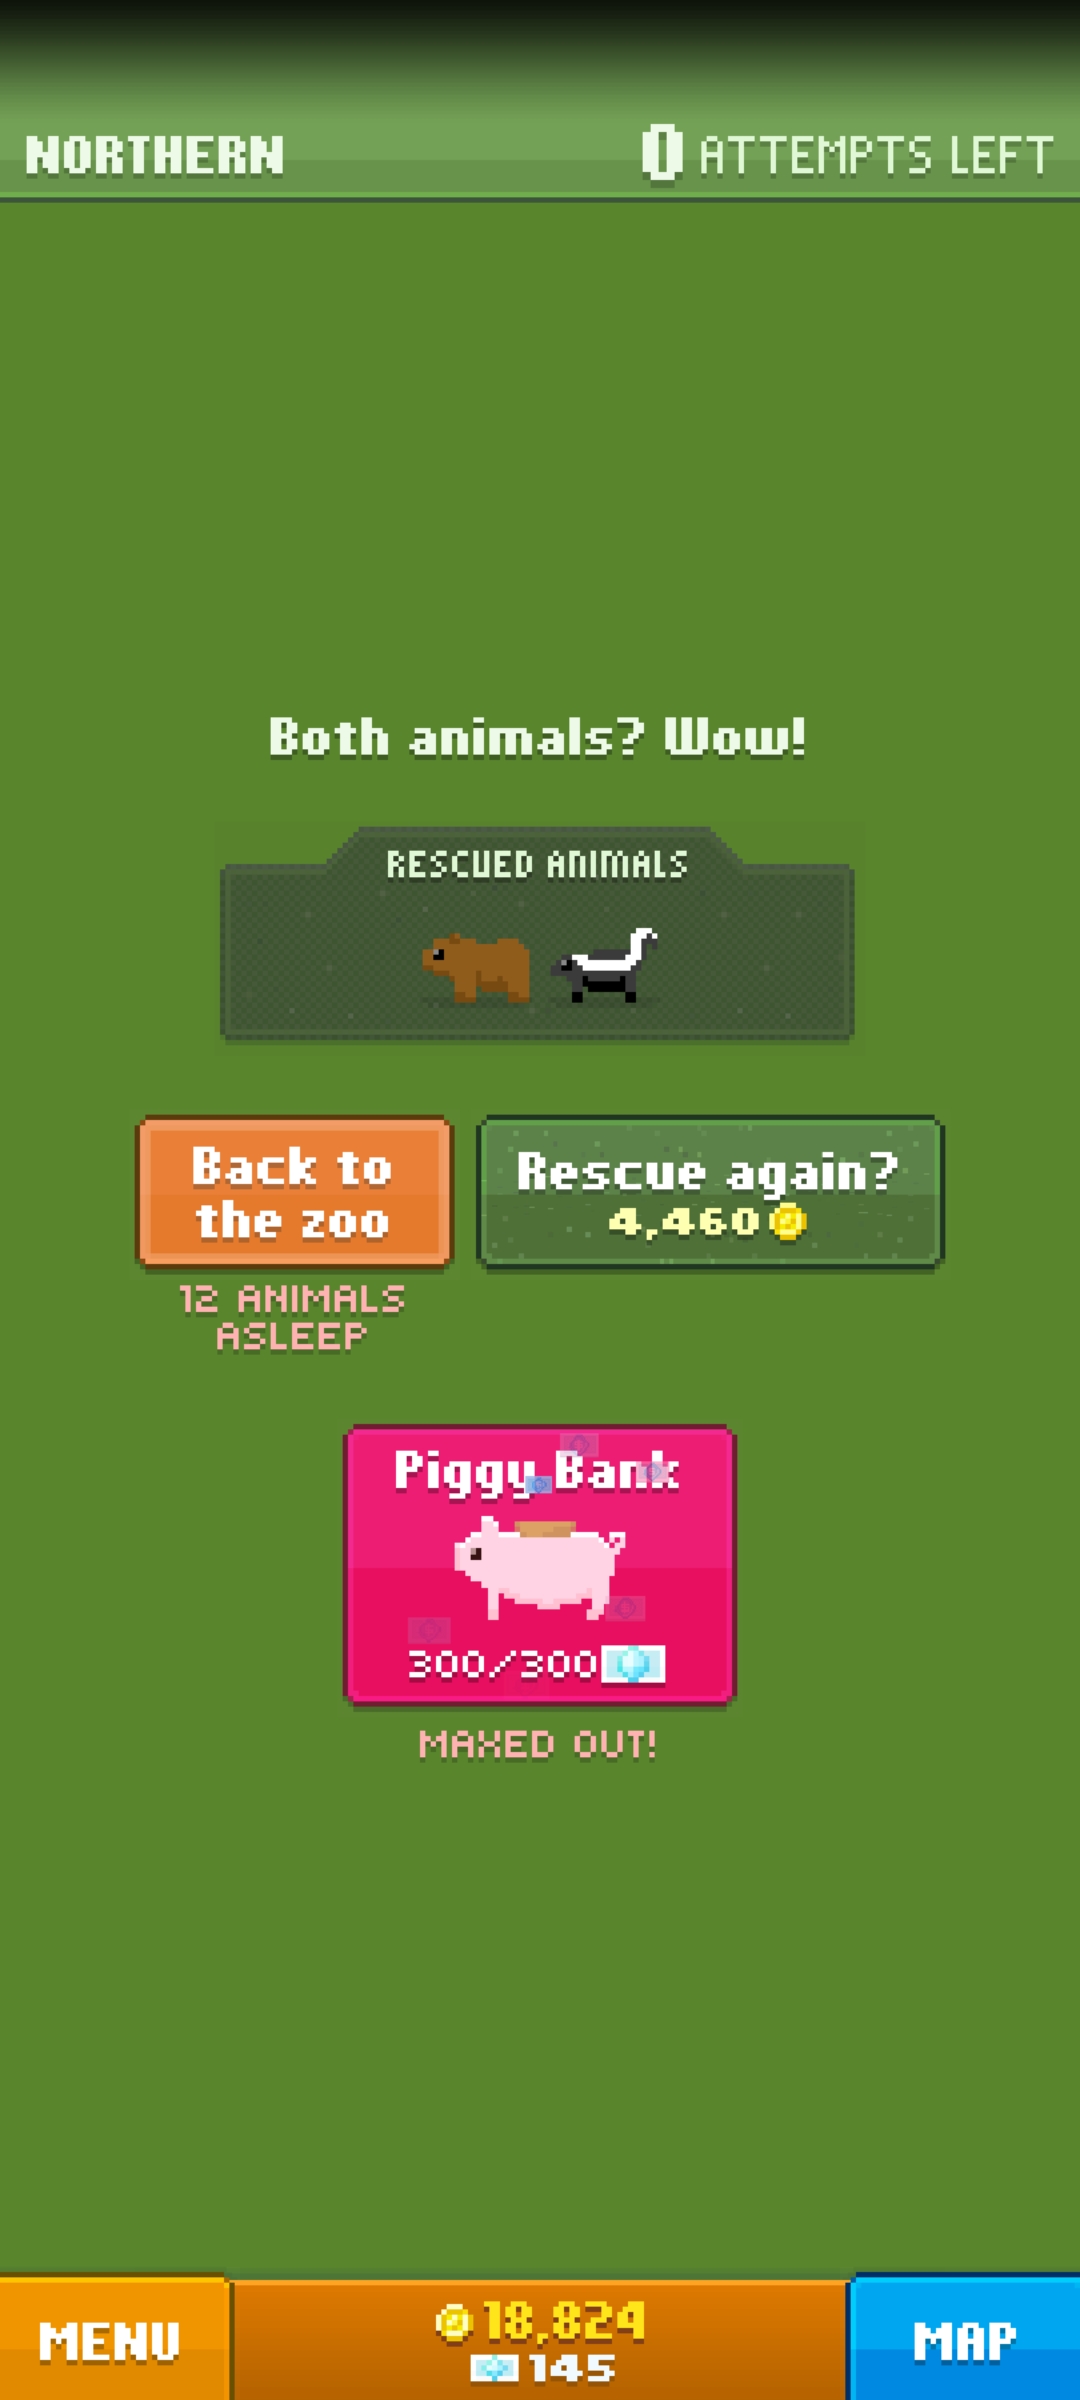 NORTHERN
0 ATTEMPTS LEFT
Both animals? Wow!
RESCUED ANIMALS
Back to
the zoo
Rescue again?
4,460
12 ANIMALS
ASLEEP
Piggy Bank
300/300
MAXED OUT!
MENU
18,824
145
MAP